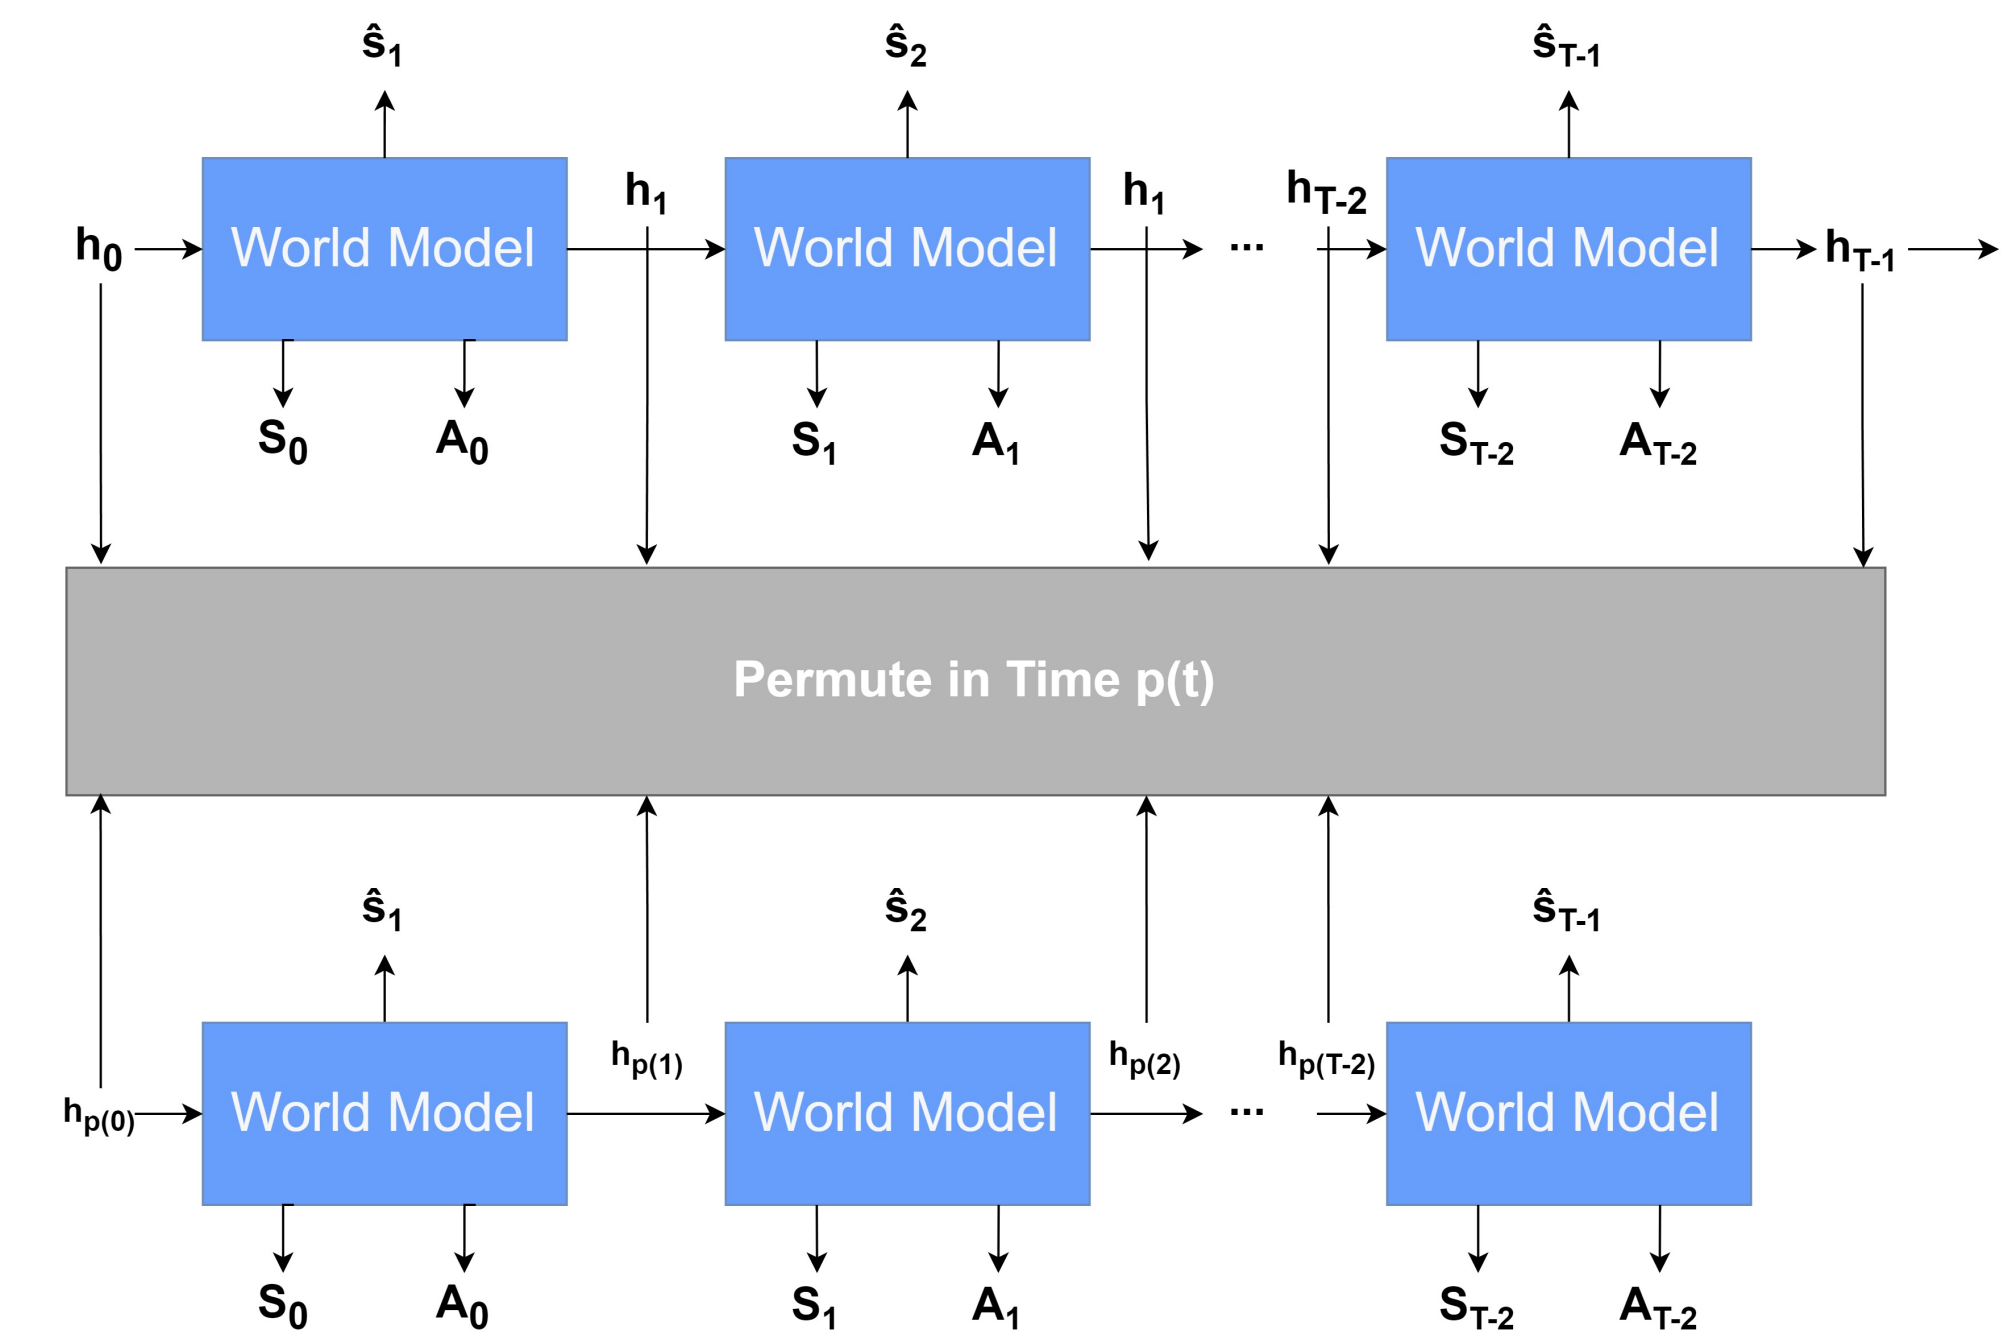 ŝ1 ŝ2 ŝT-1
h0 World Model h1 World Model h1 ... hT-2 World Model hT-1
S0 A0 S1 A1 ST-2 AT-2
Permute in Time p(t)
ŝ1 ŝ2 ŝT-1
hp(0) World Model hp(1) World Model hp(2) ... hp(T-2) World Model
S0 A0 S1 A1 ST-2 AT-2